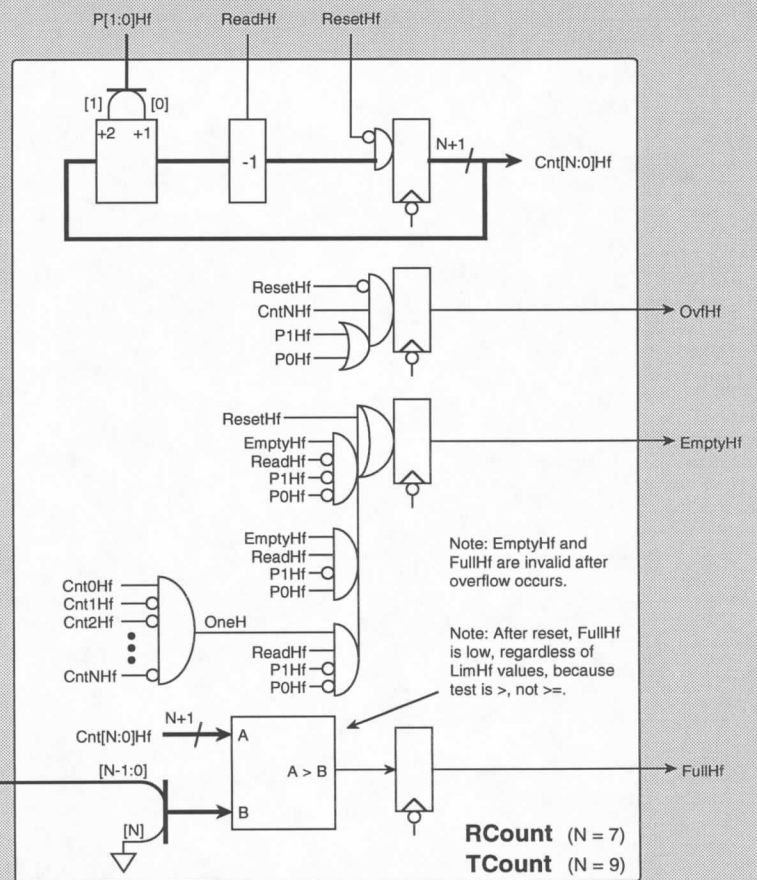 P[1:0]Hf ReadHf ResetHf
[1] [0]
+2 +1
-1
N+1
Cnt[N:0]Hf
ResetHf
CntNHf
P1Hf
P0Hf
OvfHf
ResetHf
EmptyHf
ReadHf
P1Hf
P0Hf
EmptyHf
EmptyHf
ReadHf
P1Hf
P0Hf
Note: EmptyHf and
FullHf are invalid after
overflow occurs.
Cnt0Hf
Cnt1Hf
Cnt2Hf
CntNHf
OneH
ReadHf
P1Hf
P0Hf
Note: After reset, FullHf
is low, regardless of
LimHf values, because
test is >, not >=.
Cnt[N:0]Hf
N+1
A
A > B
B
[N-1:0]
[N]
FullHf
RCount (N = 7)
TCount (N = 9)